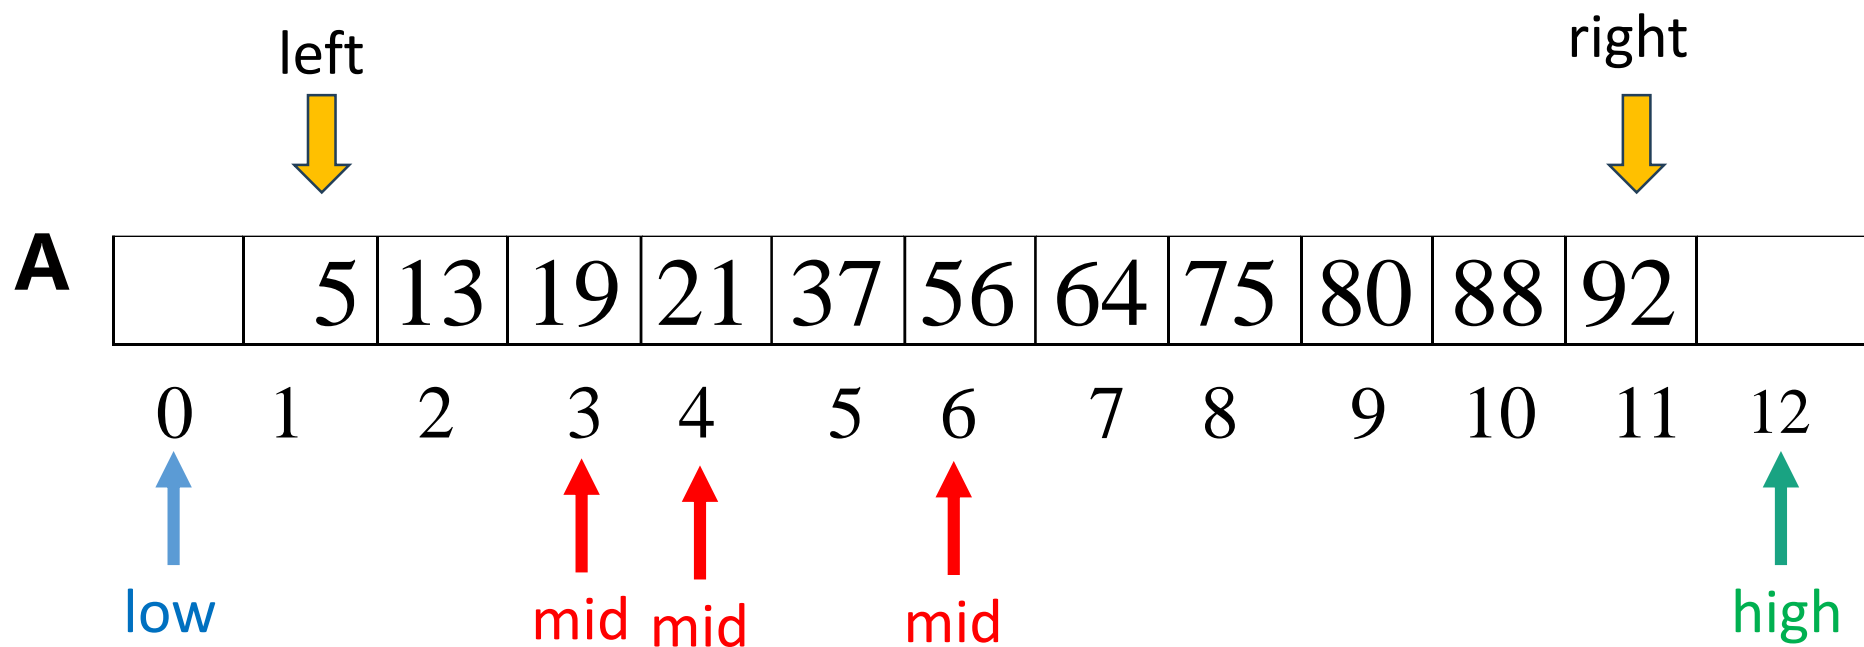 left right
A 5 13 19 21 37 56 64 75 80 88 92
0 1 2 3 4 5 6 7 8 9 10 11 12
low mid mid mid high